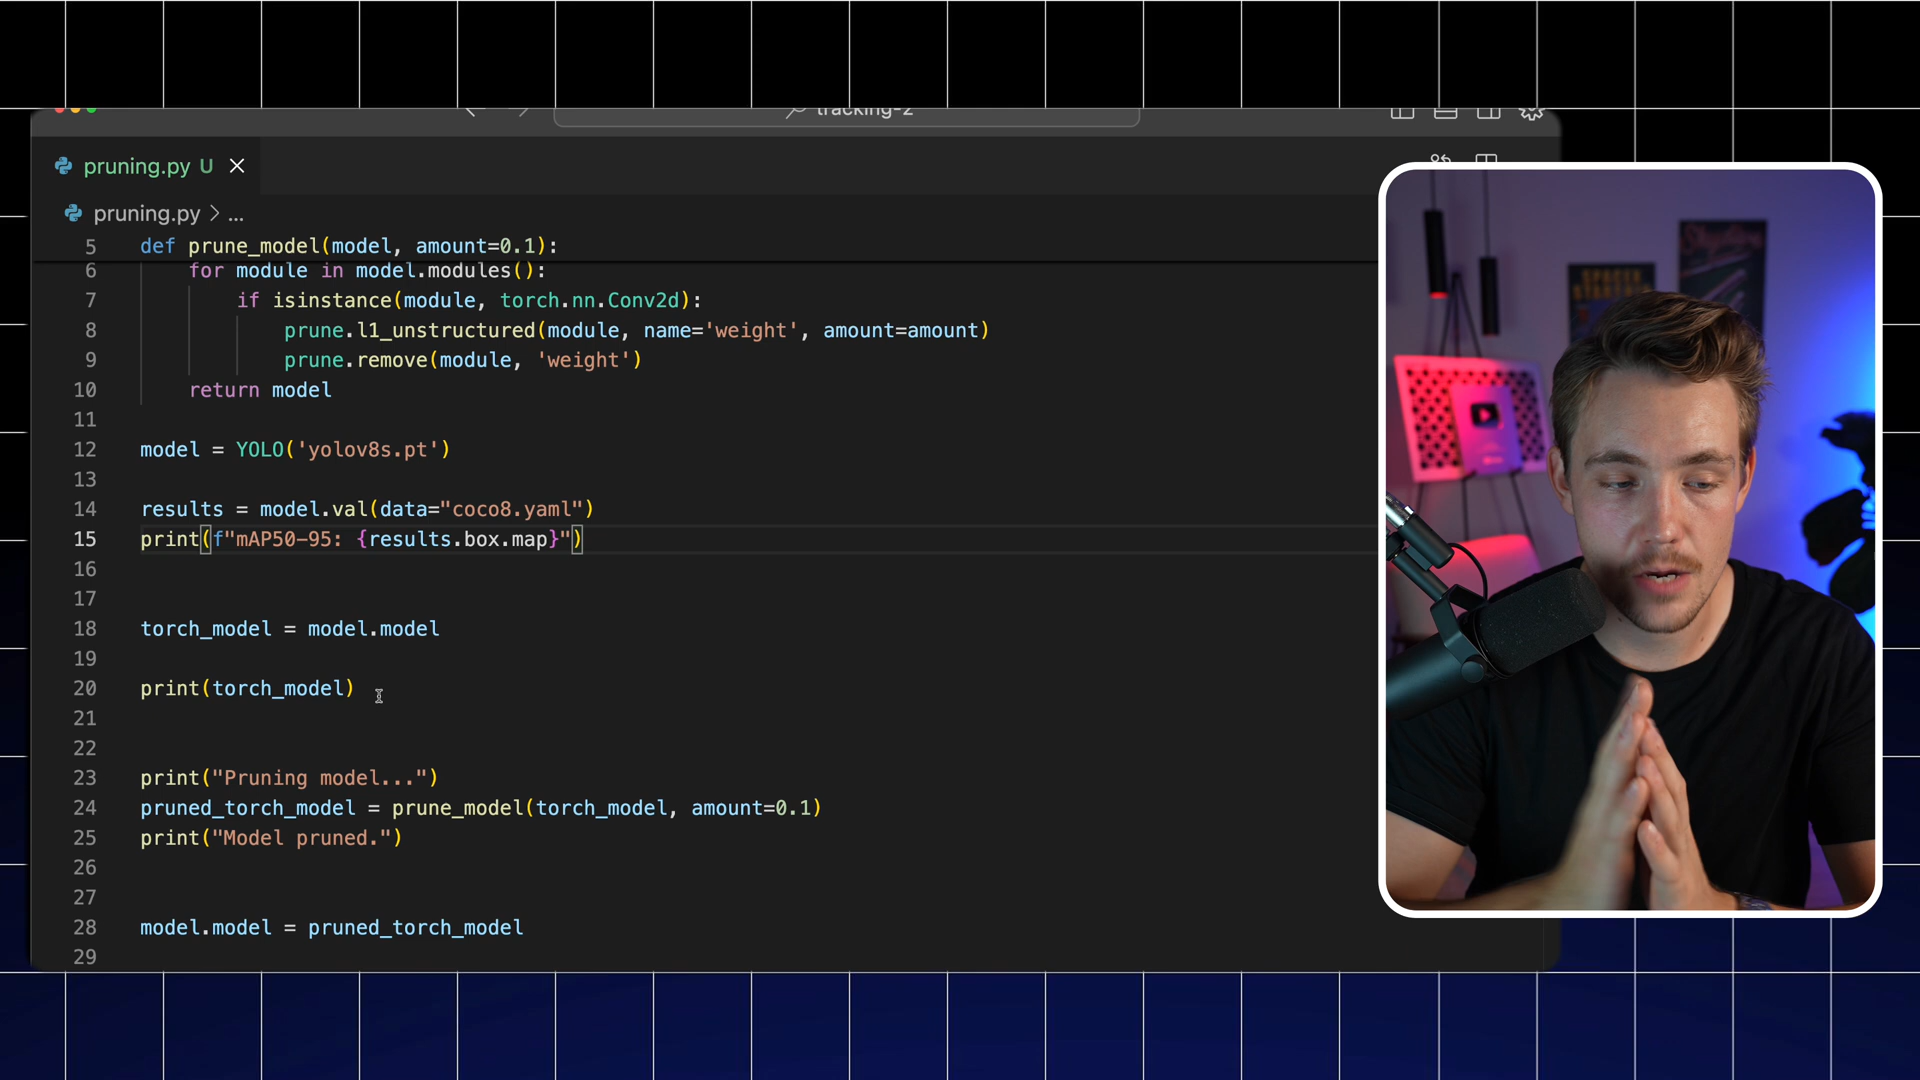 tracking-2
pruning.py U
pruning.py > ...
5 def prune_model(model, amount=0.1):
6 for module in model.modules():
7 if isinstance(module, torch.nn.Conv2d):
8 prune.l1_unstructured(module, name='weight', amount=amount)
9 prune.remove(module, 'weight')
10 return model
11
12 model = YOLO('yolov8s.pt')
13
14 results = model.val(data="coco8.yaml")
15 print(f"mAP50-95: {results.box.map}")
16
17
18 torch_model = model.model
19
20 print(torch_model)
21
22
23 print("Pruning model...")
24 pruned_torch_model = prune_model(torch_model, amount=0.1)
25 print("Model pruned.")
26
27
28 model.model = pruned_torch_model
29